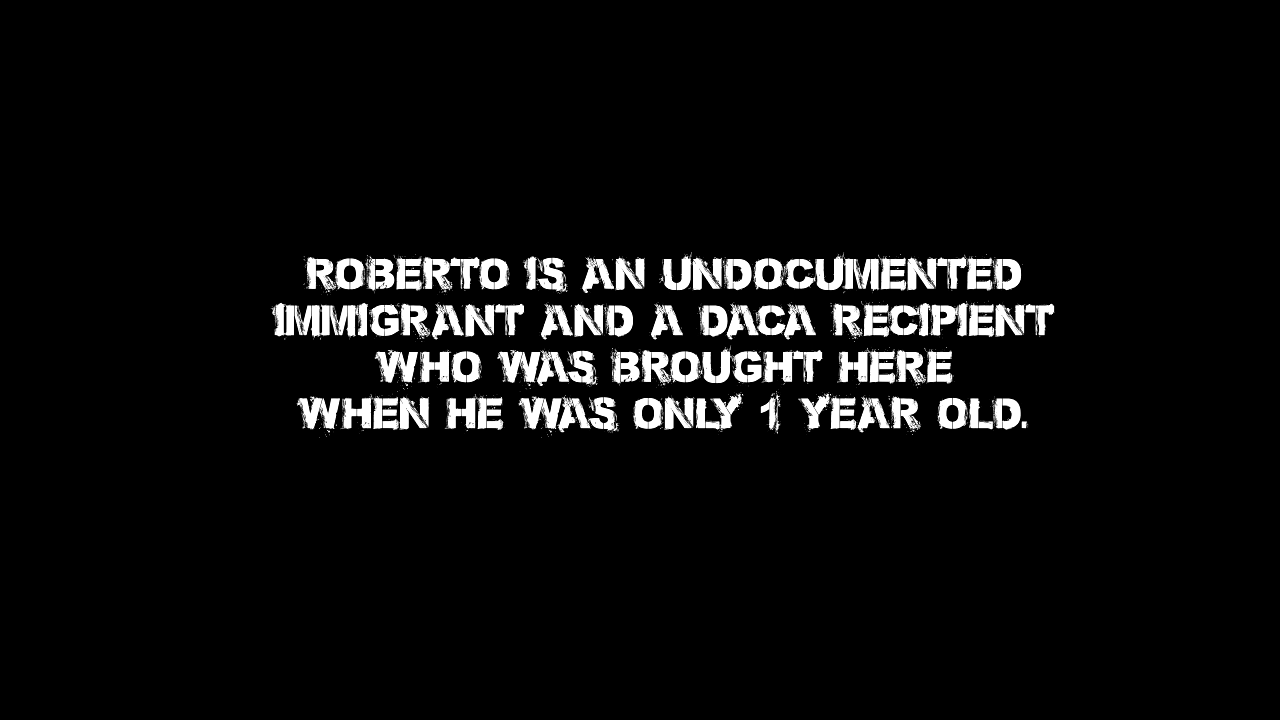 ROBERTO IS AN UNDOCUMENTED
IMMIGRANT AND A DACA RECIPIENT
WHO WAS BROUGHT HERE
WHEN HE WAS ONLY 1 YEAR OLD.